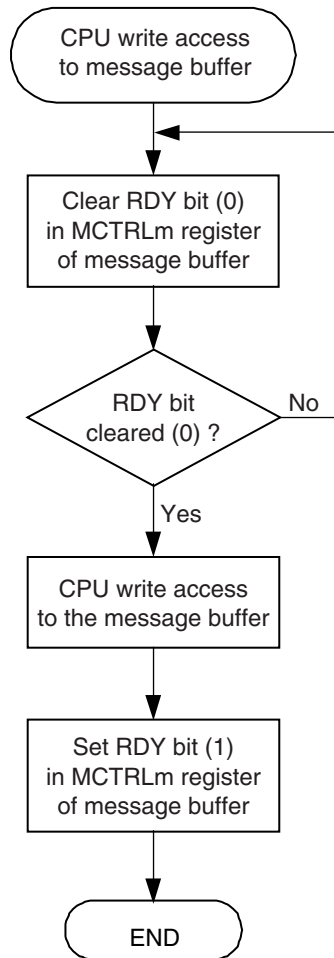 CPU write access
to message buffer
Clear RDY bit (0)
in MCTRLm register
of message buffer
RDY bit
cleared (0) ?
No
Yes
CPU write access
to the message buffer
Set RDY bit (1)
in MCTRLm register
of message buffer
END